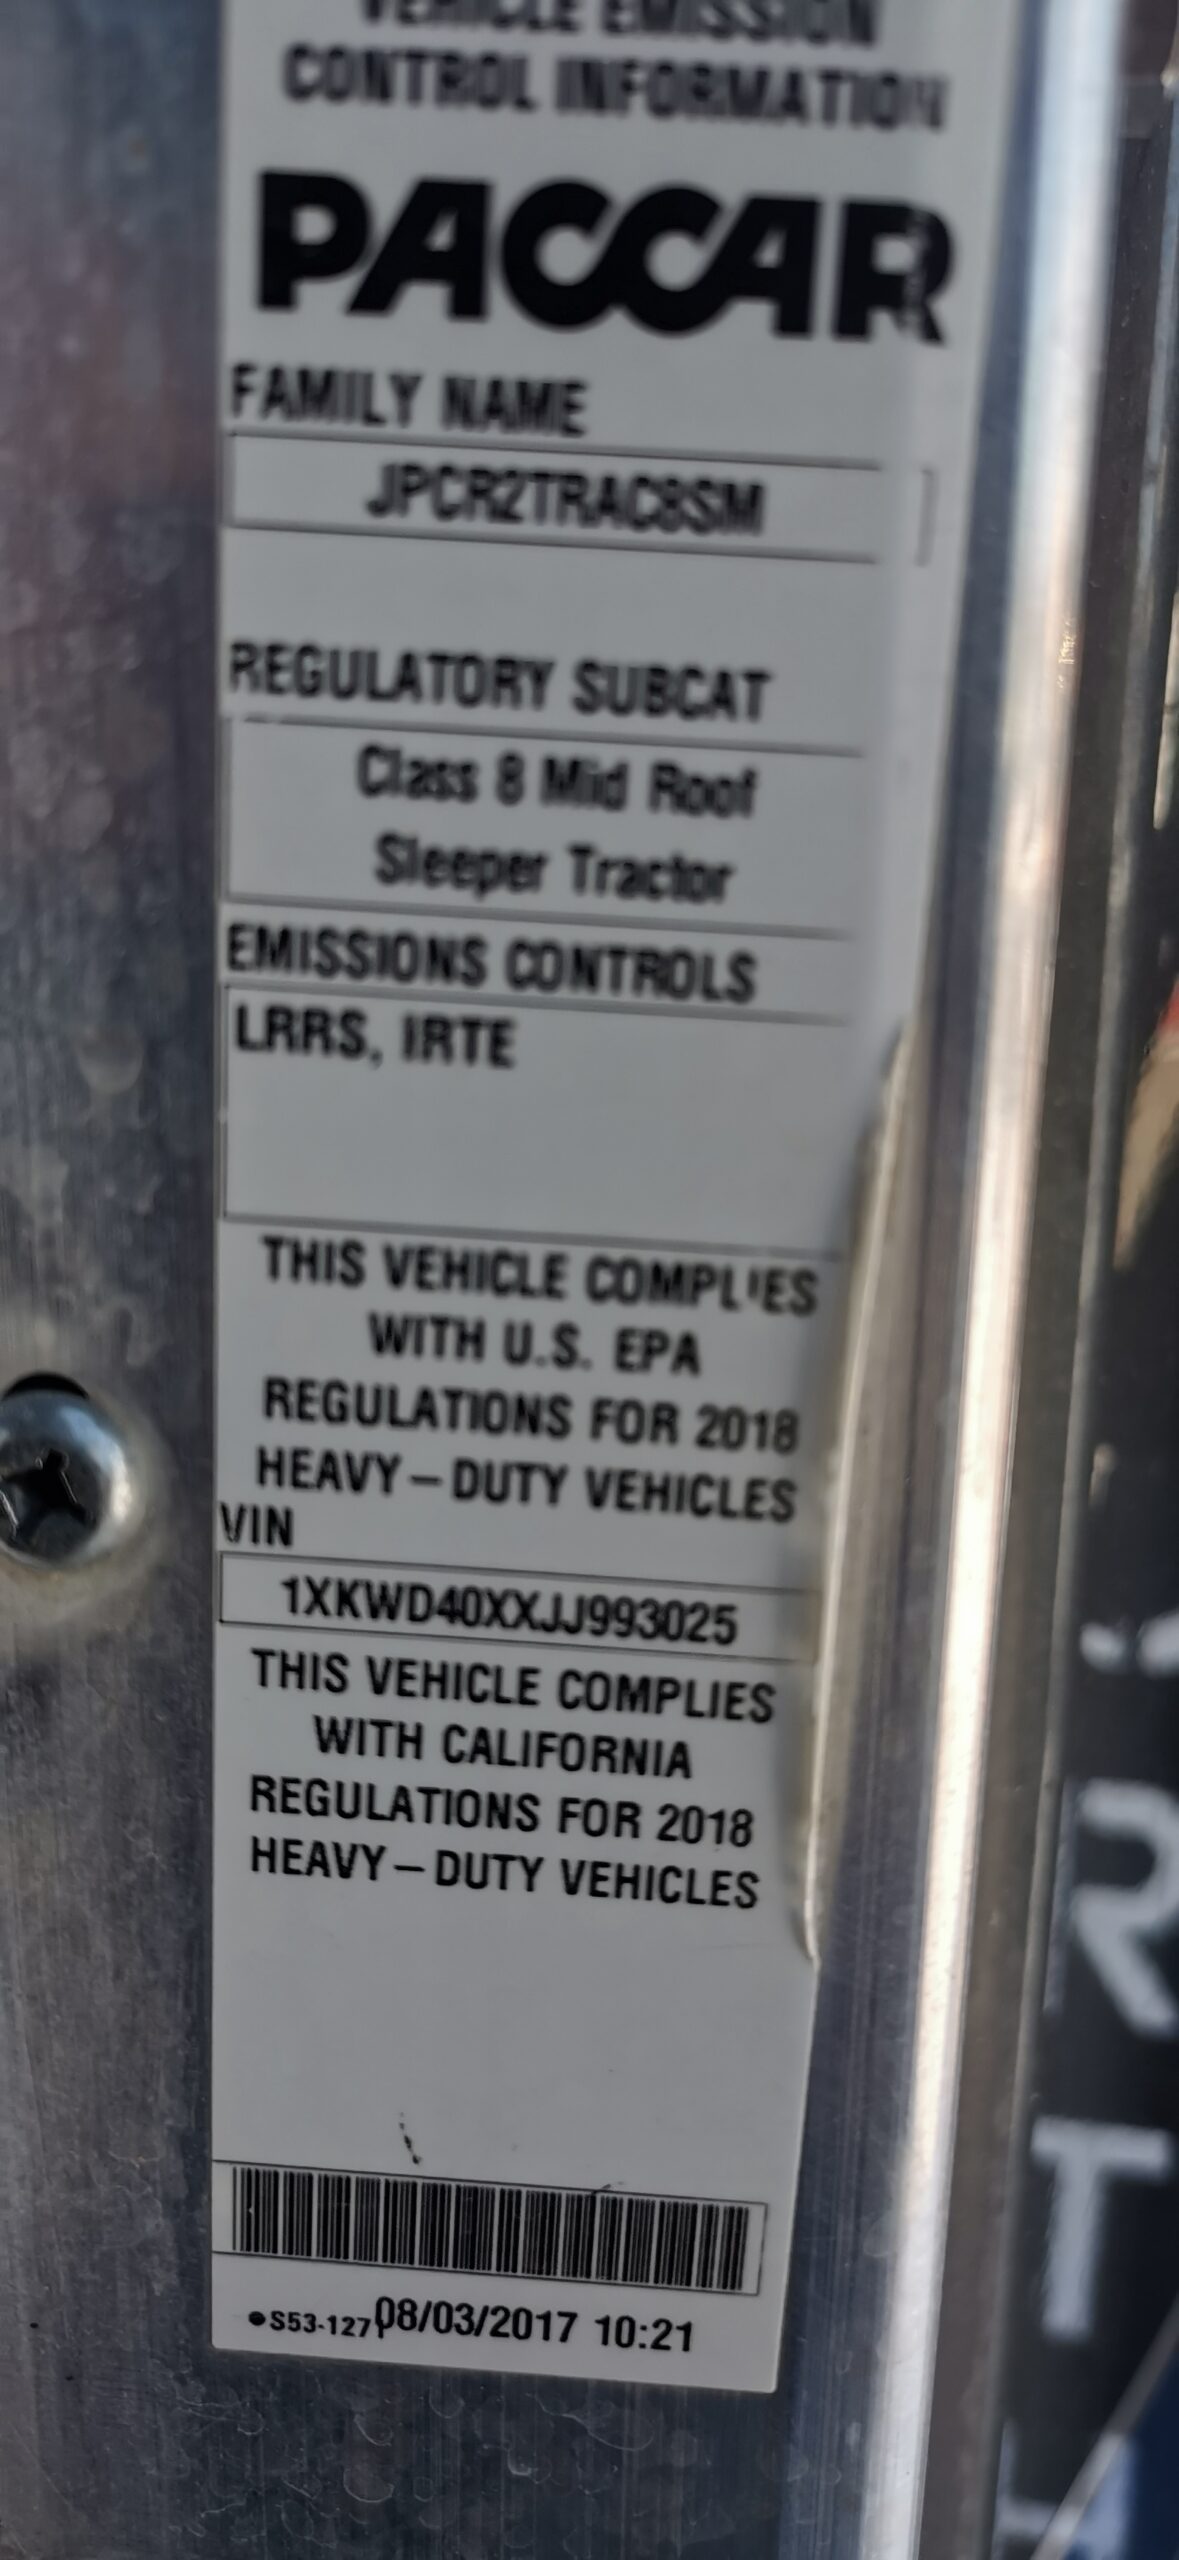 VEHICLE EMISSION
CONTROL INFORMATION
PACCAR
FAMILY NAME
JPCR2TRAC8SM
REGULATORY SUBCAT
Class 8 Mid Roof
Sleeper Tractor
EMISSIONS CONTROLS
LRRS, IRTE
THIS VEHICLE COMPLIES
WITH U.S. EPA
REGULATIONS FOR 2018
HEAVY–DUTY VEHICLES
VIN
1XKWD40XXJJ993025
THIS VEHICLE COMPLIES
WITH CALIFORNIA
REGULATIONS FOR 2018
HEAVY–DUTY VEHICLES
S53-127 08/03/2017 10:21
R
T